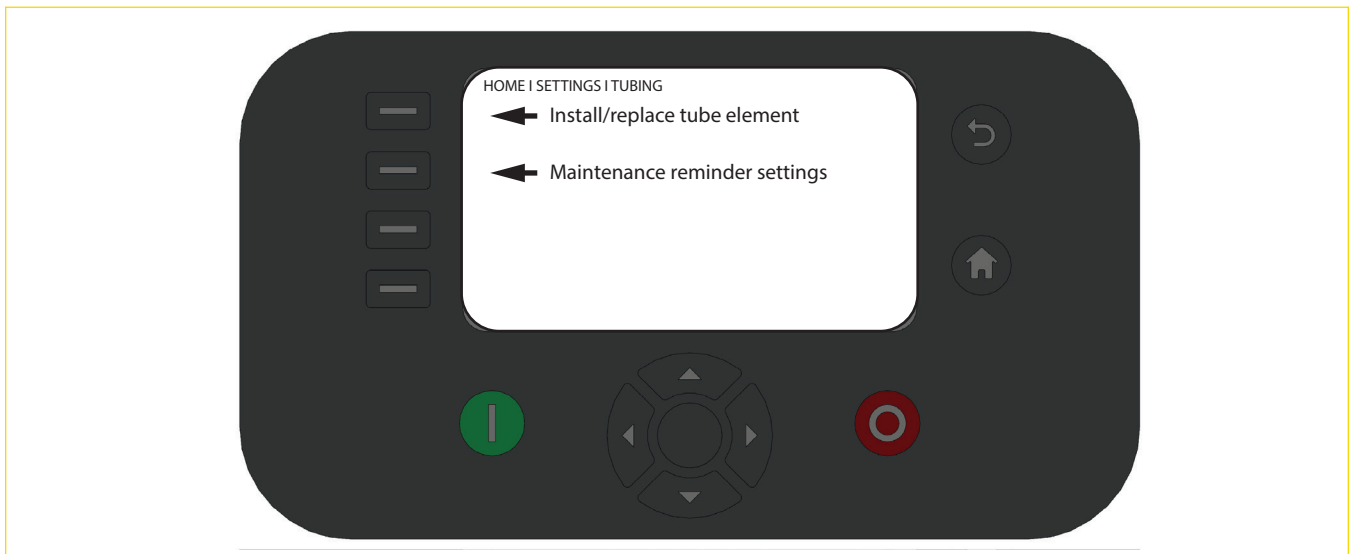 HOME I SETTINGS I TUBING
Install/replace tube element
Maintenance reminder settings